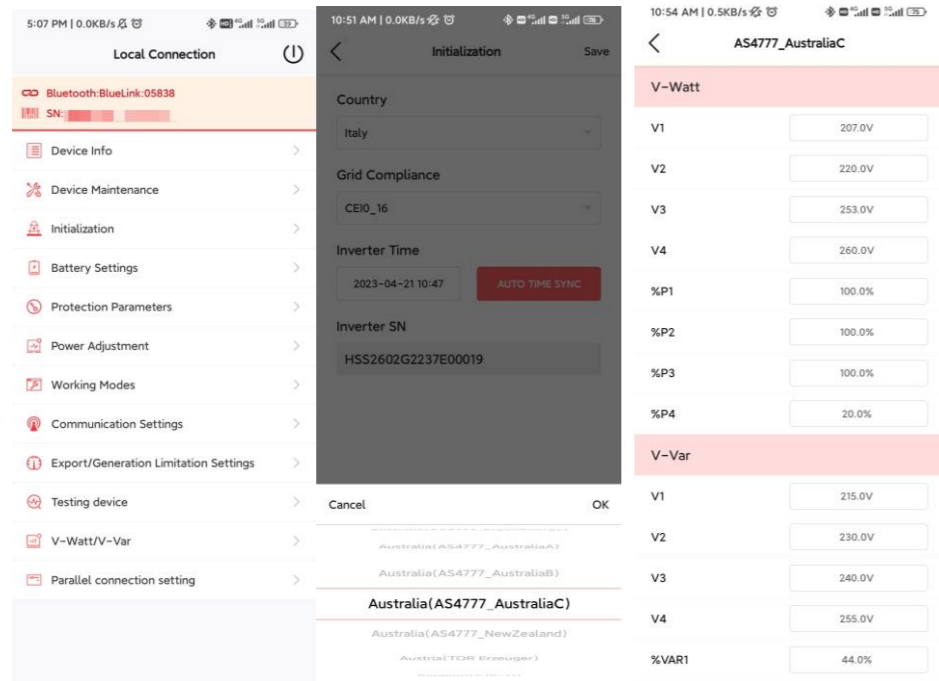 5:07 PM | 0.0KB/s
Local Connection
Bluetooth:BlueLink:05838
SN:
Device Info
Device Maintenance
Initialization
Battery Settings
Protection Parameters
Power Adjustment
Working Modes
Communication Settings
Export/Generation Limitation Settings
Testing device
V-Watt/V-Var
Parallel connection setting
10:51 AM | 0.0KB/s
Initialization
Save
Country
Italy
Grid Compliance
CEI0_16
Inverter Time
2023-04-21 10:47
AUTO TIME SYNC
Inverter SN
HSS2602G2237E00019
Cancel
OK
Australia(AS4777_AustraliaA)
Australia(AS4777_AustraliaB)
Australia(AS4777_AustraliaC)
Australia(AS4777_NewZealand)
Austria(TOR Erzeuger)
10:54 AM | 0.5KB/s
AS4777_AustraliaC
V-Watt
V1 207.0V
V2 220.0V
V3 253.0V
V4 260.0V
%P1 100.0%
%P2 100.0%
%P3 100.0%
%P4 20.0%
V-Var
V1 215.0V
V2 230.0V
V3 240.0V
V4 255.0V
%VAR1 44.0%